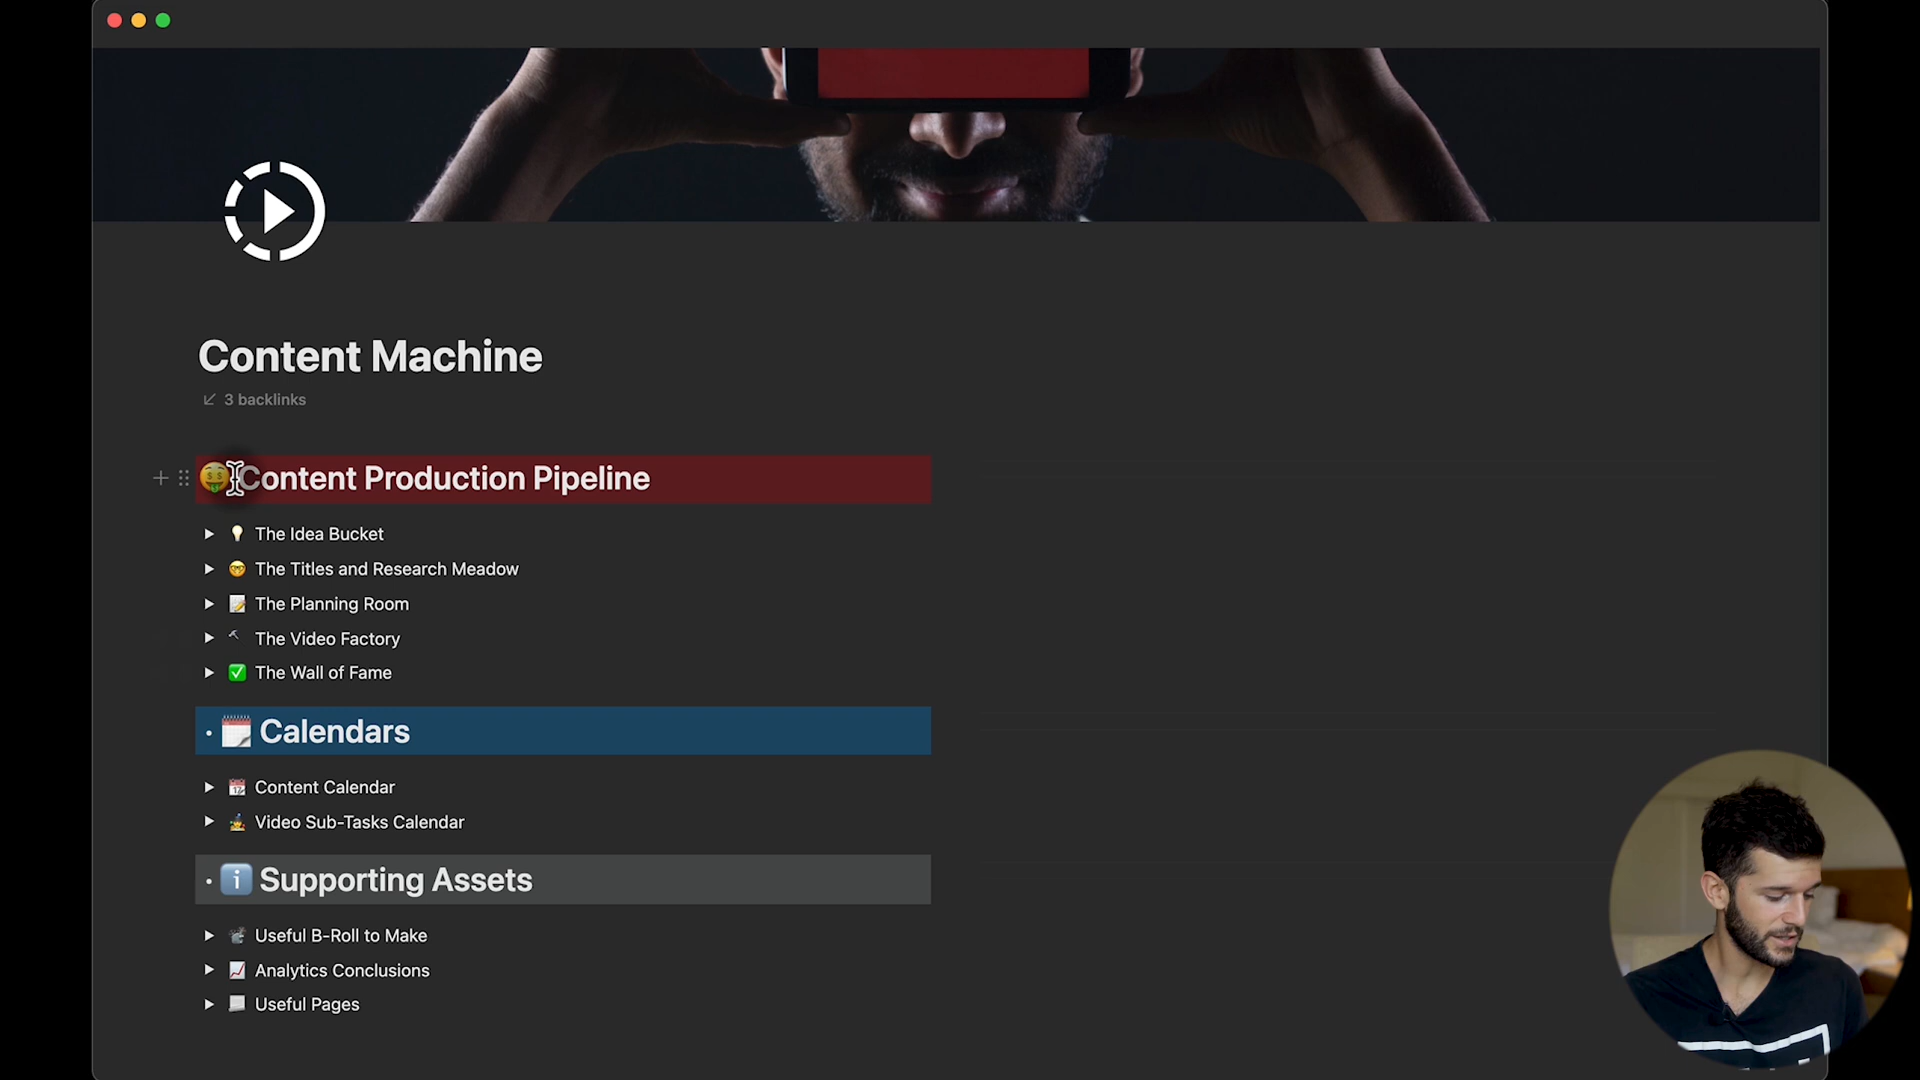 Content Machine
3 backlinks
Content Production Pipeline
The Idea Bucket
The Titles and Research Meadow
The Planning Room
The Video Factory
The Wall of Fame
Calendars
Content Calendar
Video Sub-Tasks Calendar
Supporting Assets
Useful B-Roll to Make
Analytics Conclusions
Useful Pages